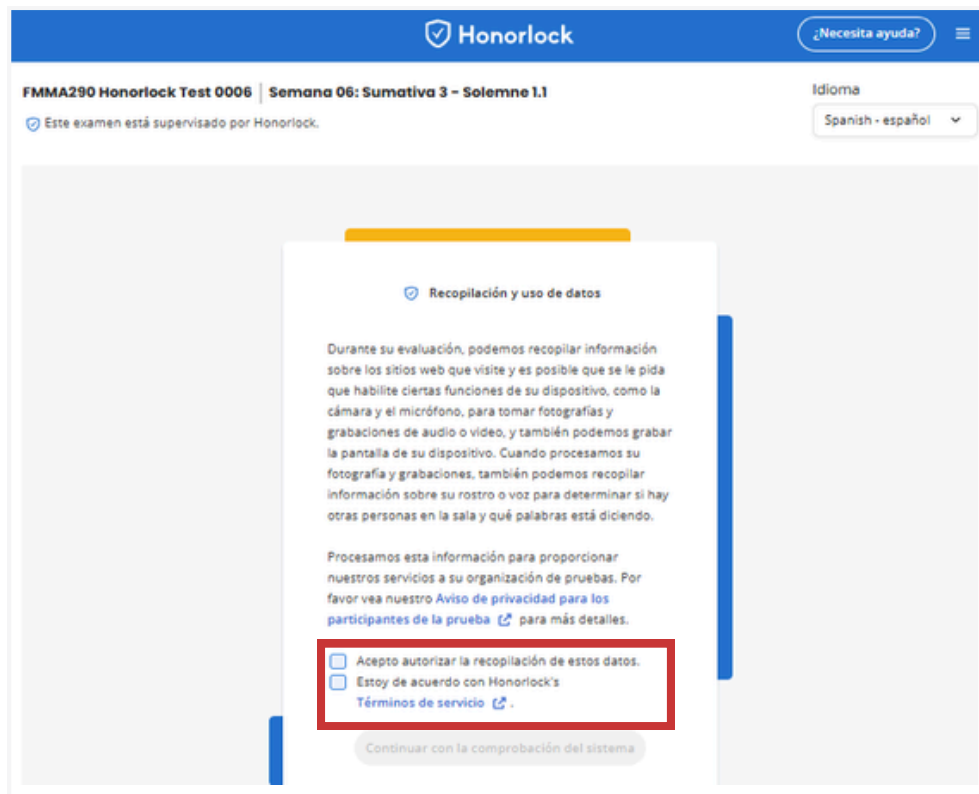 Honorlock
¿Necesita ayuda?
FMMA290 Honorlock Test 0006 | Semana 06: Sumativa 3 - Solemne 1.1
Idioma
Este examen está supervisado por Honorlock.
Spanish - español
Recopilación y uso de datos
Durante su evaluación, podemos recopilar información
sobre los sitios web que visite y es posible que se le pida
que habilite ciertas funciones de su dispositivo, como la
cámara y el micrófono, para tomar fotografías y
grabaciones de audio o video, y también podemos grabar
la pantalla de su dispositivo. Cuando procesamos su
fotografía y grabaciones, también podemos recopilar
información sobre su rostro o voz para determinar si hay
otras personas en la sala y qué palabras está diciendo.
Procesamos esta información para proporcionar
nuestros servicios a su organización de pruebas. Por
favor vea nuestro Aviso de privacidad para los
participantes de la prueba para más detalles.
Acepto autorizar la recopilación de estos datos.
Estoy de acuerdo con Honorlock's
Términos de servicio .
Continuar con la comprobación del sistema